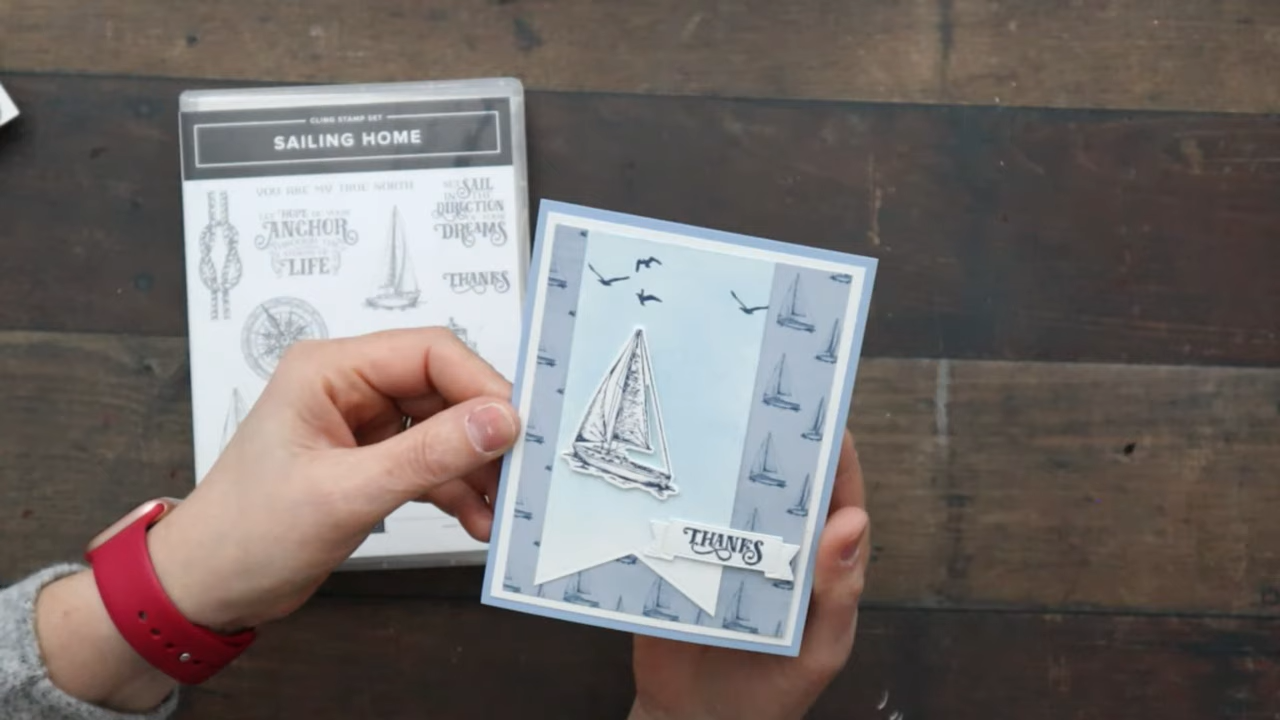 CLING STAMP SET
SAILING HOME
YOU ARE MY TRUE NORTH
SAIL
IN THE
DIRECTION
DREAMS
HOPE
ANCHOR
LIFE
THANKS
THANKS